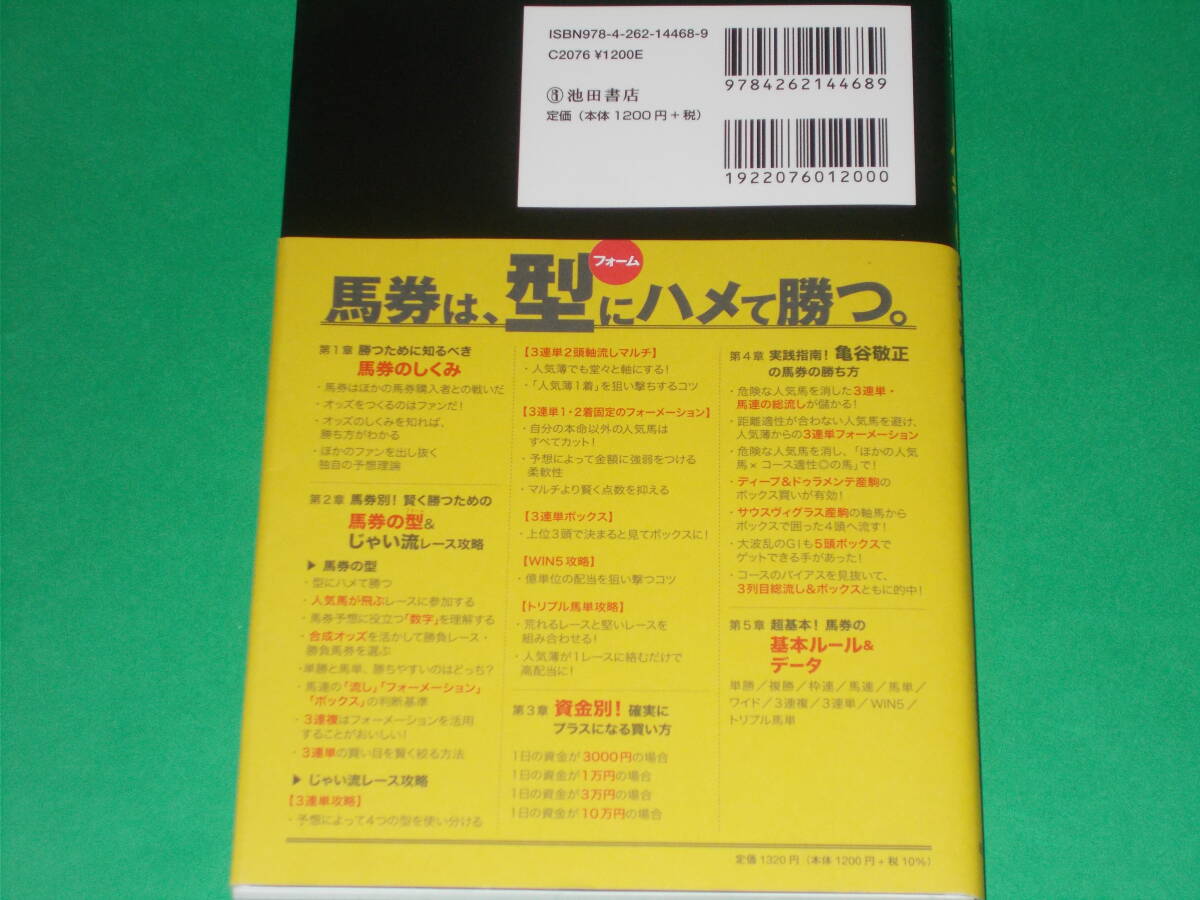 ISBN978-4-262-14468-9
C2076 ¥1200E
池田書店
定価（本体1200円＋税）
9784262144689
1922076012000
フォーム
馬券は、型にハメて勝つ。
第1章 勝つために知るべき
馬券のしくみ
・馬券はほかの馬券購入者との戦いだ
・オッズをつくるのはファンだ！
・オッズのしくみを知れば、
勝ち方がわかる
・ほかのファンを出し抜く
独自の予想理論
第2章 馬券別！ 賢く勝つための
馬券の型&
じゃい流レース攻略
▶ 馬券の型
・型にハメて勝つ
・人気馬が飛ぶレースに参加する
・馬券予想に役立つ「数字」を理解する
・合成オッズを活かして勝負レース・
勝負馬券を選ぶ
・単勝と馬単、勝ちやすいのはどっち？
・馬連の「流し」「フォーメーション」
「ボックス」の判断基準
・3連複はフォーメーションを活用
することがおいしい！
・3連単の買い目を賢く絞る方法
▶ じゃい流レース攻略
【3連単攻略】
・予想によって4つの型を使い分ける
【3連単2頭軸流しマルチ】
・人気薄でも堂々と軸にする！
・「人気薄1着」を狙い撃ちするコツ
【3連単1・2着固定のフォーメーション】
・自分の本命以外の人気馬は
すべてカット！
・予想によって金額に強弱をつける
柔軟性
・マルチより賢く点数を抑える
【3連単ボックス】
・上位3頭で決まると見てボックスに！
【WIN5攻略】
・億単位の配当を狙い撃つコツ
【トリプル馬単攻略】
・荒れるレースと堅いレースを
組み合わせる！
・人気薄が1レースに絡むだけで
高配当に！
第3章 資金別！ 確実に
プラスになる買い方
1日の資金が3000円の場合
1日の資金が1万円の場合
1日の資金が3万円の場合
1日の資金が10万円の場合
第4章 実践指南！ 亀谷敬正
の馬券の勝ち方
・危険な人気馬を消した3連単・
馬連の総流しが儲かる！
・距離適性が合わない人気馬を避け、
人気薄からの3連単フォーメーション
・危険な人気馬を消し、「ほかの人気
馬×コース適性◎の馬」で！
・ディープ&ドゥラメンテ産駒の
ボックス買いが有効！
・サウスヴィグラス産駒の軸馬から
ボックスで囲った4頭へ流す！
・大波乱のGⅠも5頭ボックスで
ゲットできる手があった！
・コースのバイアスを見抜いて、
3列目総流し&ボックスともに的中！
第5章 超基本！ 馬券の
基本ルール&
データ
単勝／複勝／枠連／馬連／馬単／
ワイド／3連複／3連単／WIN5／
トリプル馬単
定価1320円（本体1200円＋税10%）